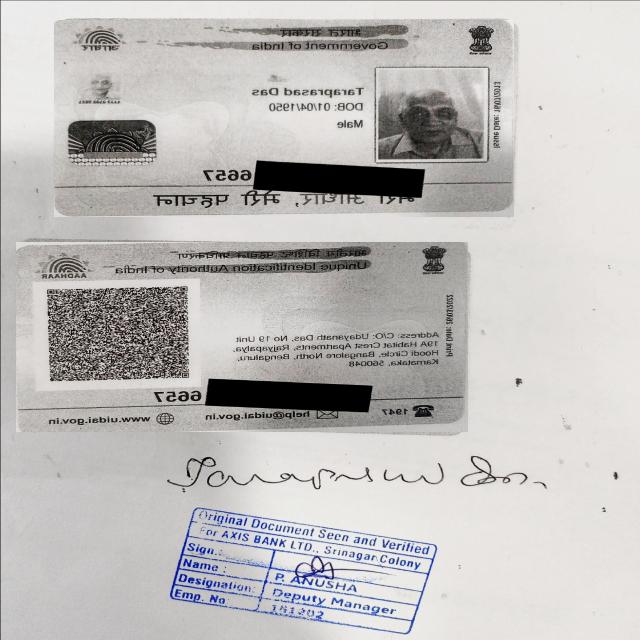 भारत सरकार
Government of India
आधार
Taraprasad Das
DOB: 01/04/1950
Male
Issue Date: 
6657
मेरा आधार, मेरी पहचान
भारतीय विशिष्ट पहचान प्राधिकरण
Unique Identification Authority of India
AADHAAR
Address: C/O: Udayanath Das, No 19 Unit
19A Habitat Crest Apartments, Rajyapalya,
Hoodi Circle, Bangalore North, Bengaluru,
Karnataka, 560048
6657
1947
help@uidai.gov.in
www.uidai.gov.in
Taraprasad Das.
Original Document Seen and Verified
For AXIS BANK LTD., Srinagar Colony
Sign.:
Name : P. ANUSHA
Designation: Deputy Manager
Emp. No